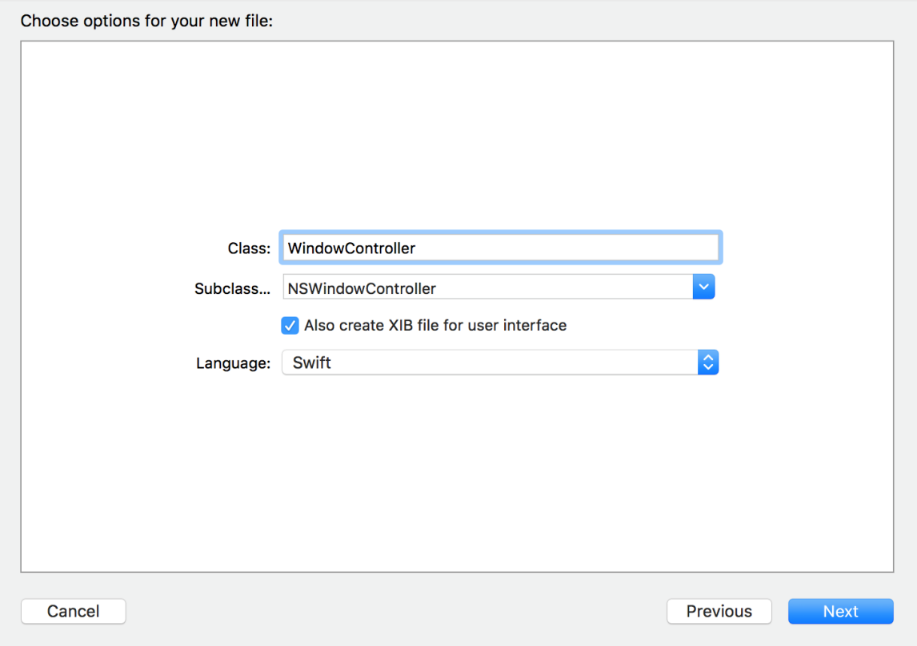 Choose options for your new file:
Class: WindowController
Subclass... NSWindowController
Also create XIB file for user interface
Language: Swift
Cancel Previous Next